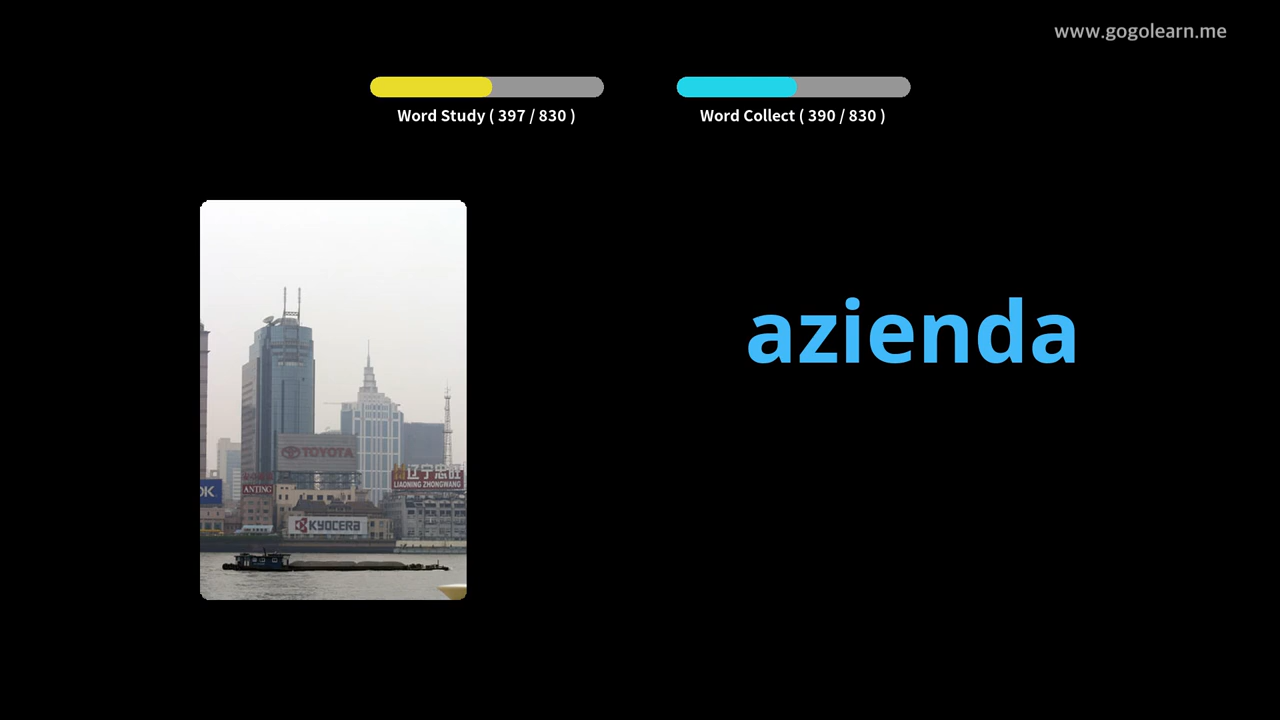 www.gogolearn.me
Word Study ( 397 / 830 )
Word Collect ( 390 / 830 )
azienda
TOYOTA
辽宁忠旺
LIAONING ZHONGWANG
OK
ANTING
KYOCERA